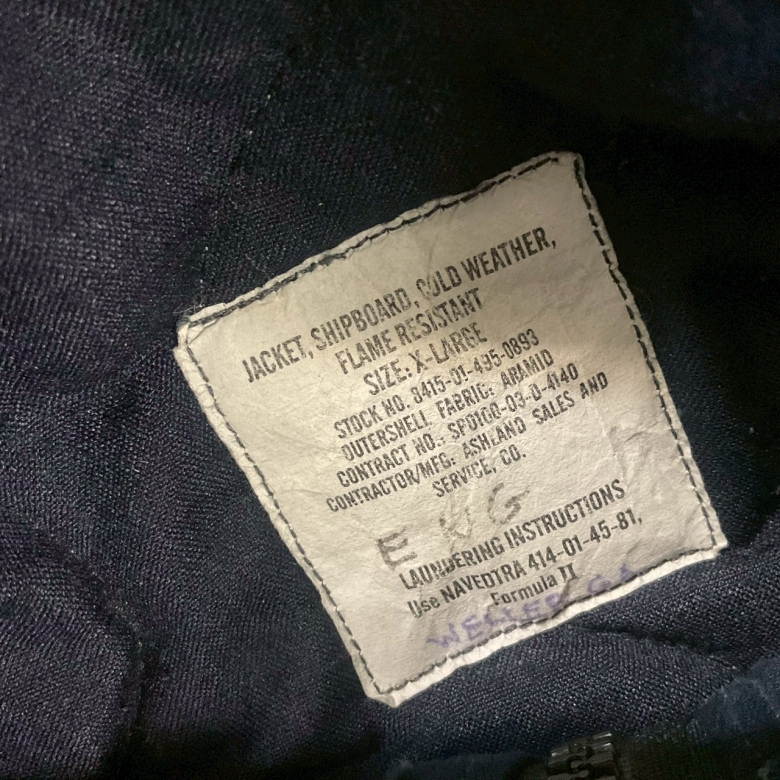 JACKET, SHIPBOARD, COLD WEATHER,
FLAME RESISTANT
SIZE: X-LARGE
STOCK NO. 8415-01-495-0893
OUTERSHELL FABRIC: ARAMID
CONTRACT NO.: SP0100-03-D-4140
CONTRACTOR/MFG: ASHLAND SALES AND
SERVICE, CO.
E G
LAUNDERING INSTRUCTIONS
Use NAVEDTRA 414-01-45-81,
Formula II